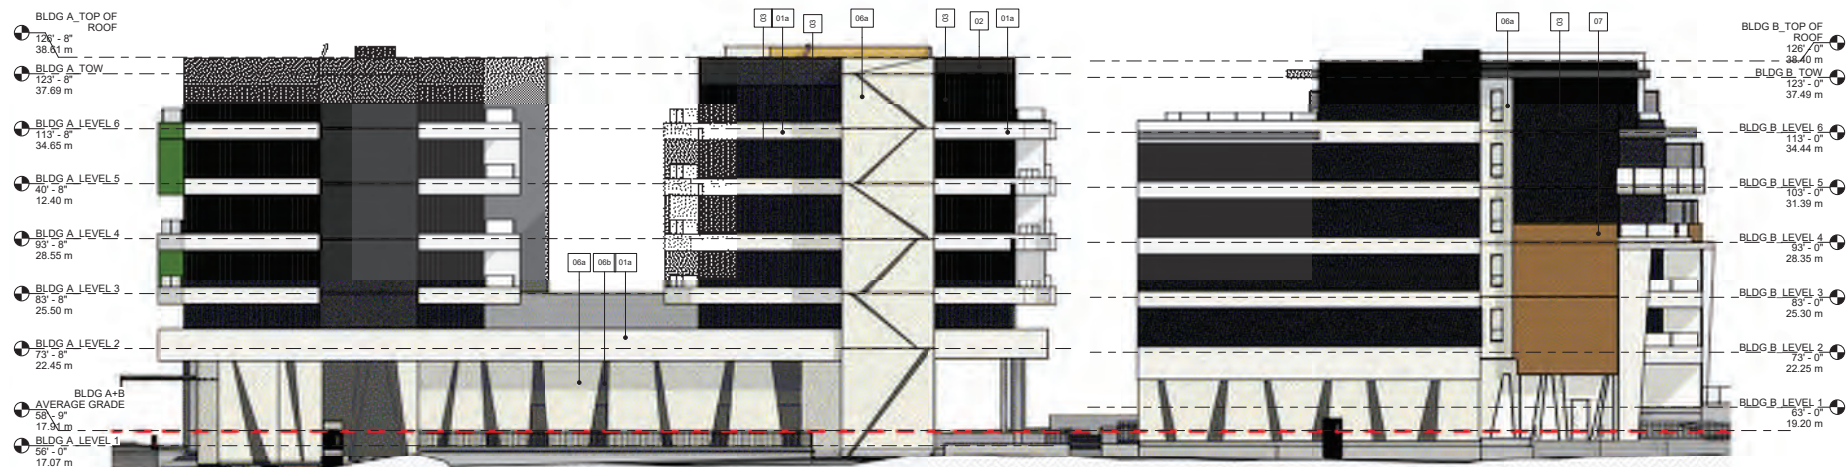 BLDG A_TOP OF
ROOF
126' - 8"
38.61 m
BLDG A_TOW
123' - 8"
37.69 m
BLDG A_LEVEL 6
113' - 8"
34.65 m
BLDG A_LEVEL 5
40' - 8"
12.40 m
BLDG A_LEVEL 4
93' - 8"
28.55 m
BLDG A_LEVEL 3
83' - 8"
25.50 m
BLDG A_LEVEL 2
73' - 8"
22.45 m
BLDG A+B
AVERAGE GRADE
58' - 9"
17.91 m
BLDG A_LEVEL 1
56' - 0"
17.07 m
06a 06b 01a
03 01a 03 06a 03 02 01a
06a 03 07
BLDG B_TOP OF
ROOF
126' - 0"
38.40 m
BLDG B_TOW
123' - 0"
37.49 m
BLDG B_LEVEL 6
113' - 0"
34.44 m
BLDG B_LEVEL 5
103' - 0"
31.39 m
BLDG B_LEVEL 4
93' - 0"
28.35 m
BLDG B_LEVEL 3
83' - 0"
25.30 m
BLDG B_LEVEL 2
73' - 0"
22.25 m
BLDG B_LEVEL 1
63' - 0"
19.20 m